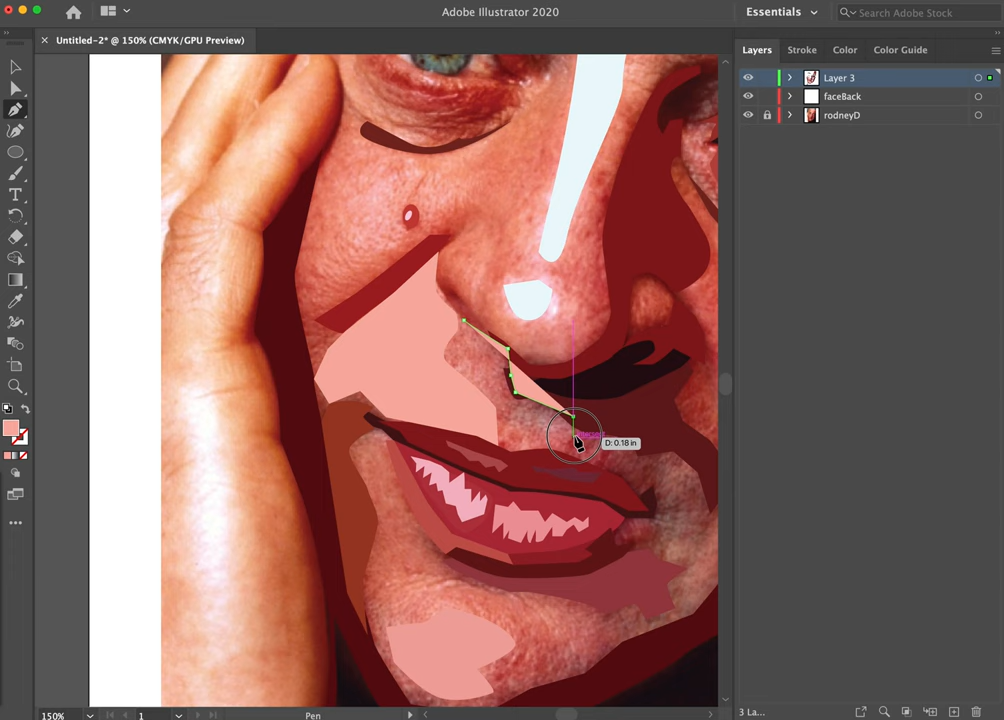 Adobe Illustrator 2020
Essentials
Search Adobe Stock
Untitled-2* @ 150% (CMYK/GPU Preview)
Layers
Stroke
Color
Color Guide
Layer 3
faceBack
rodneyD
D: 0.18 in
150%
1
Pen
3 La...